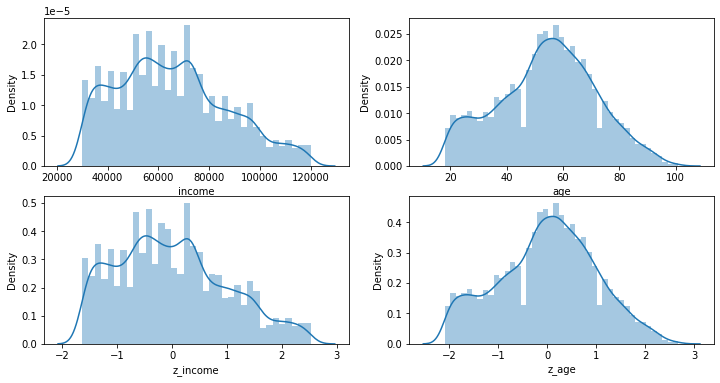 1e−5
2.0
1.5
1.0
0.5
0.0
Density
20000 40000 60000 80000 100000 120000
income
0.025
0.020
0.015
0.010
0.005
0.000
Density
20 40 60 80 100
age
0.5
0.4
0.3
0.2
0.1
0.0
Density
−2 −1 0 1 2 3
z_income
0.4
0.3
0.2
0.1
0.0
Density
−2 −1 0 1 2 3
z_age